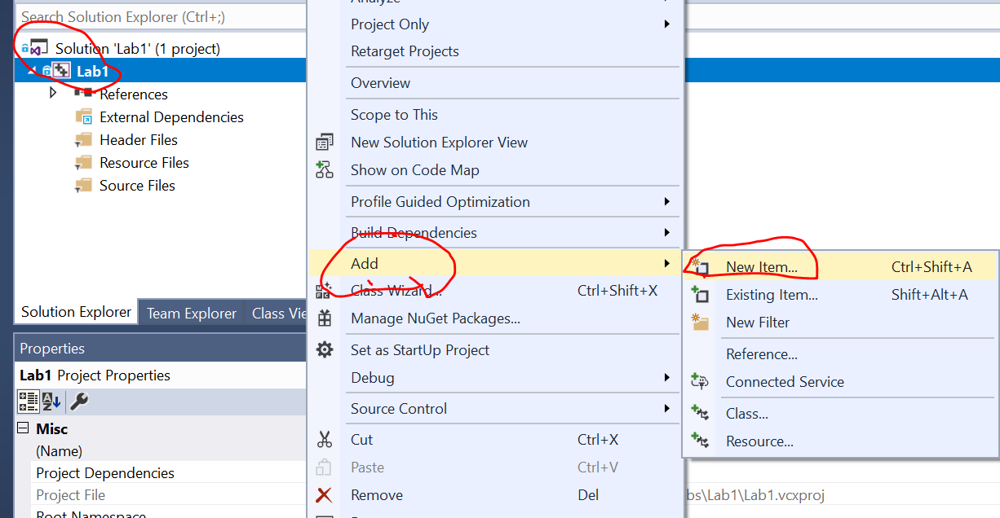 Search Solution Explorer (Ctrl+;)
Solution 'Lab1' (1 project)
Lab1
References
External Dependencies
Header Files
Resource Files
Source Files
Solution Explorer
Team Explorer
Properties
Lab1 Project Properties
Misc
(Name)
Project Dependencies
Project File
Root Namespace
Analyze
Project Only
Retarget Projects
Overview
Scope to This
New Solution Explorer View
Show on Code Map
Profile Guided Optimization
Build Dependencies
Add
Class Wizard... Ctrl+Shift+X
Manage NuGet Packages...
Set as StartUp Project
Debug
Source Control
Cut Ctrl+X
Paste Ctrl+V
Remove Del
New Item... Ctrl+Shift+A
Existing Item... Shift+Alt+A
New Filter
Reference...
Connected Service
Class...
Resource...
bs\Lab1\Lab1.vcxproj